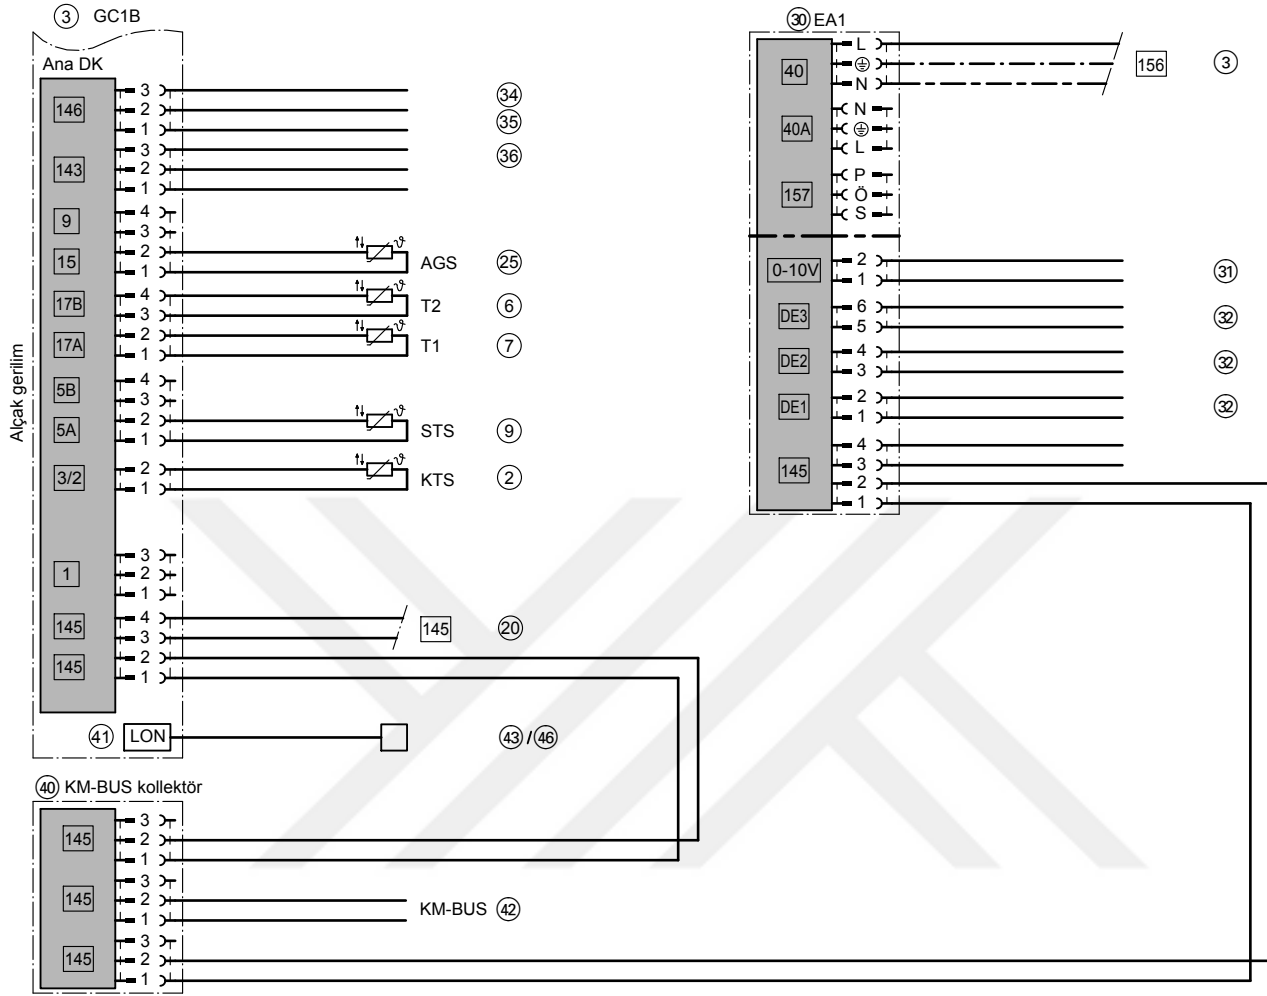 3 GC1B
Ana DK
Alçak gerilim
146
3
2
1
34
35
143
3
2
1
36
9
4
3
15
2
1
AGS 25
17B
4
3
T2 6
17A
2
1
T1 7
5B
4
3
5A
2
1
STS 9
3/2
2
1
KTS 2
1
3
2
1
145
4
3
145 20
145
2
1
41 LON 43 / 46
40 KM-BUS kollektör
145
3
2
1
145
3
2
1
KM-BUS 42
145
3
2
1
30 EA1
40
L
N
156 3
40A
N
L
157
P
Ö
S
0-10V
2
1
31
DE3
6
5
32
DE2
4
3
32
DE1
2
1
32
145
4
3
2
1